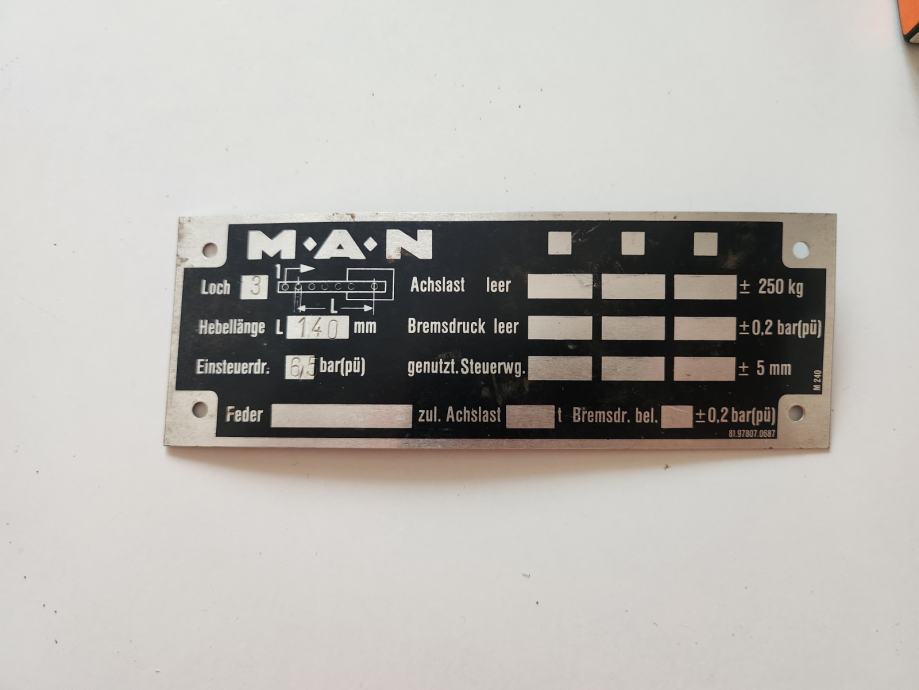 M·A·N
Loch 3 1 L
Achslast leer ± 250 kg
Hebellänge L 140 mm
Bremsdruck leer ±0,2 bar(pü)
Einsteuerdr. 6,5 bar(pü)
genutzt. Steuerwg. ± 5 mm
M 240
Feder zul. Achslast t Bremsdr. bel. ±0,2 bar(pü)
81.97807.0687